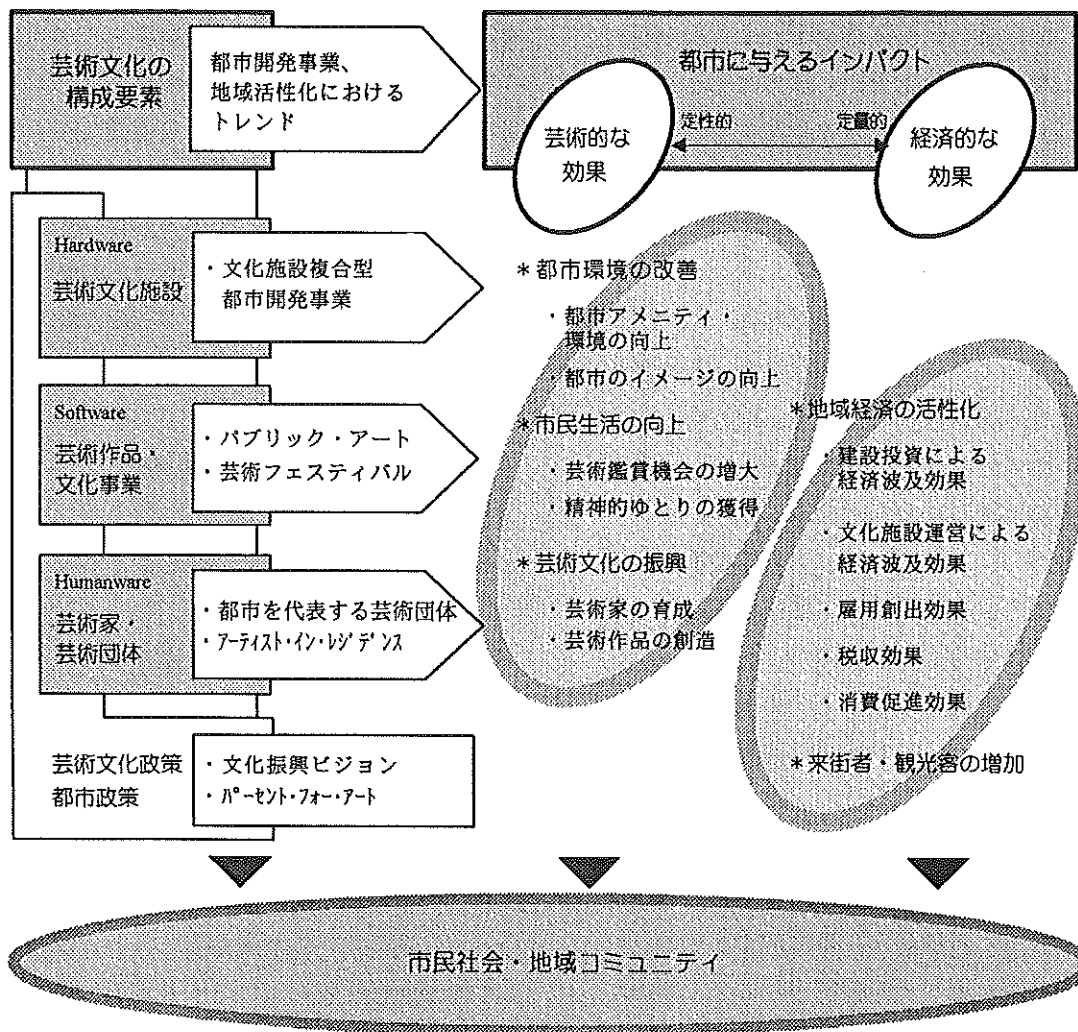 芸術文化の
構成要素
都市開発事業、
地域活性化における
トレンド
都市に与えるインパクト
定性的
定量的
芸術的な
効果
経済的な
効果
Hardware
芸術文化施設
・文化施設複合型
都市開発事業
Software
芸術作品・
文化事業
・パブリック・アート
・芸術フェスティバル
Humanware
芸術家・
芸術団体
・都市を代表する芸術団体
・アーティスト・イン・レジデンス
芸術文化政策
都市政策
・文化振興ビジョン
・パーセント・フォー・アート
*都市環境の改善
・都市アメニティ・
環境の向上
・都市のイメージの向上
*市民生活の向上
・芸術鑑賞機会の増大
・精神的ゆとりの獲得
*芸術文化の振興
・芸術家の育成
・芸術作品の創造
*地域経済の活性化
・建設投資による
経済波及効果
・文化施設運営による
経済波及効果
・雇用創出効果
・税収効果
・消費促進効果
*来街者・観光客の増加
市民社会・地域コミュニティ